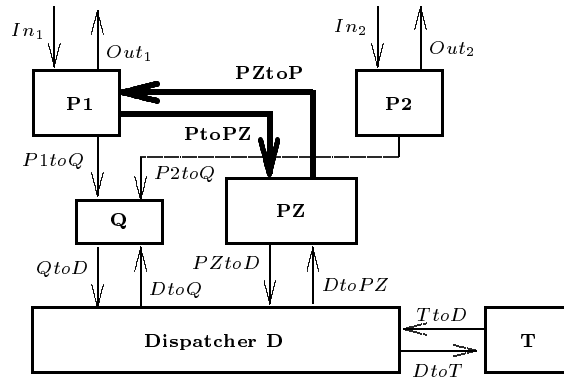 In1
Out1
In2
Out2
PZtoP
P1
P2
PtoPZ
P1toQ
P2toQ
Q
PZ
QtoD
DtoQ
PZtoD
DtoPZ
TtoD
Dispatcher D
T
DtoT